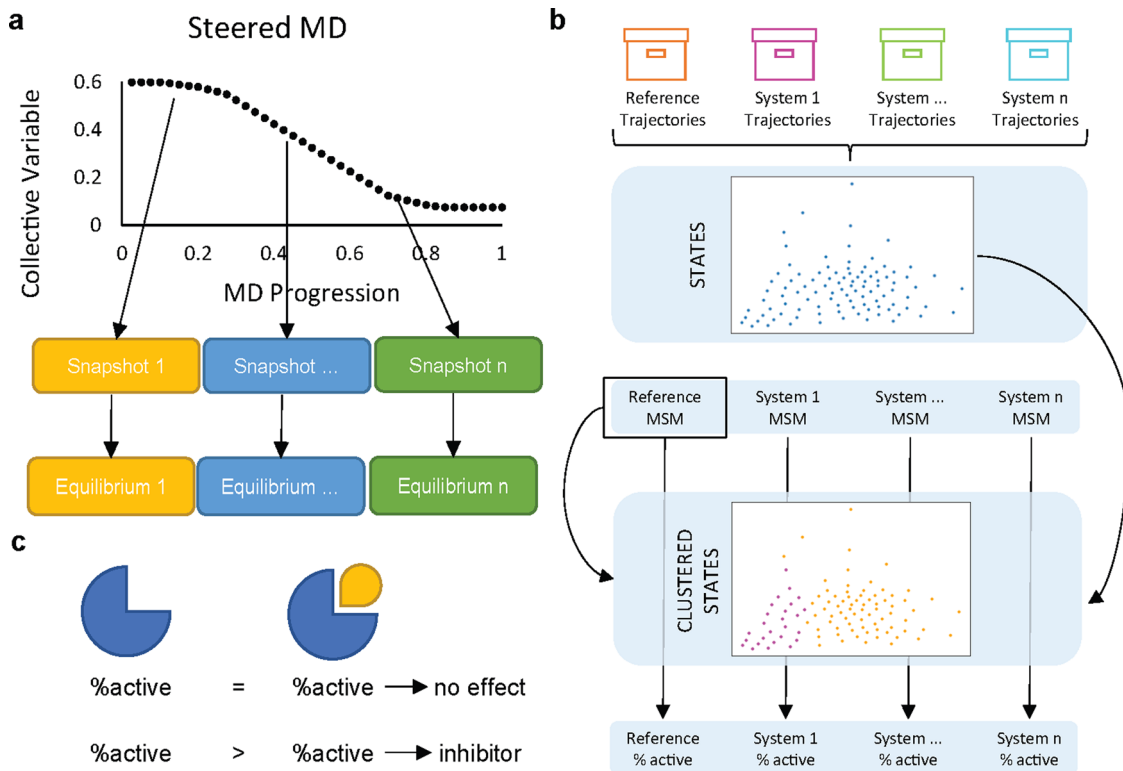 a
Steered MD
Collective Variable
0.6
0.4
0.2
0
0 0.2 0.4 0.6 0.8 1
MD Progression
Snapshot 1
Snapshot ...
Snapshot n
Equilibrium 1
Equilibrium ...
Equilibrium n
b
Reference
Trajectories
System 1
Trajectories
System ...
Trajectories
System n
Trajectories
STATES
Reference
MSM
System 1
MSM
System ...
MSM
System n
MSM
CLUSTERED
STATES
Reference
% active
System 1
% active
System ...
% active
System n
% active
c
%active = %active no effect
%active > %active inhibitor